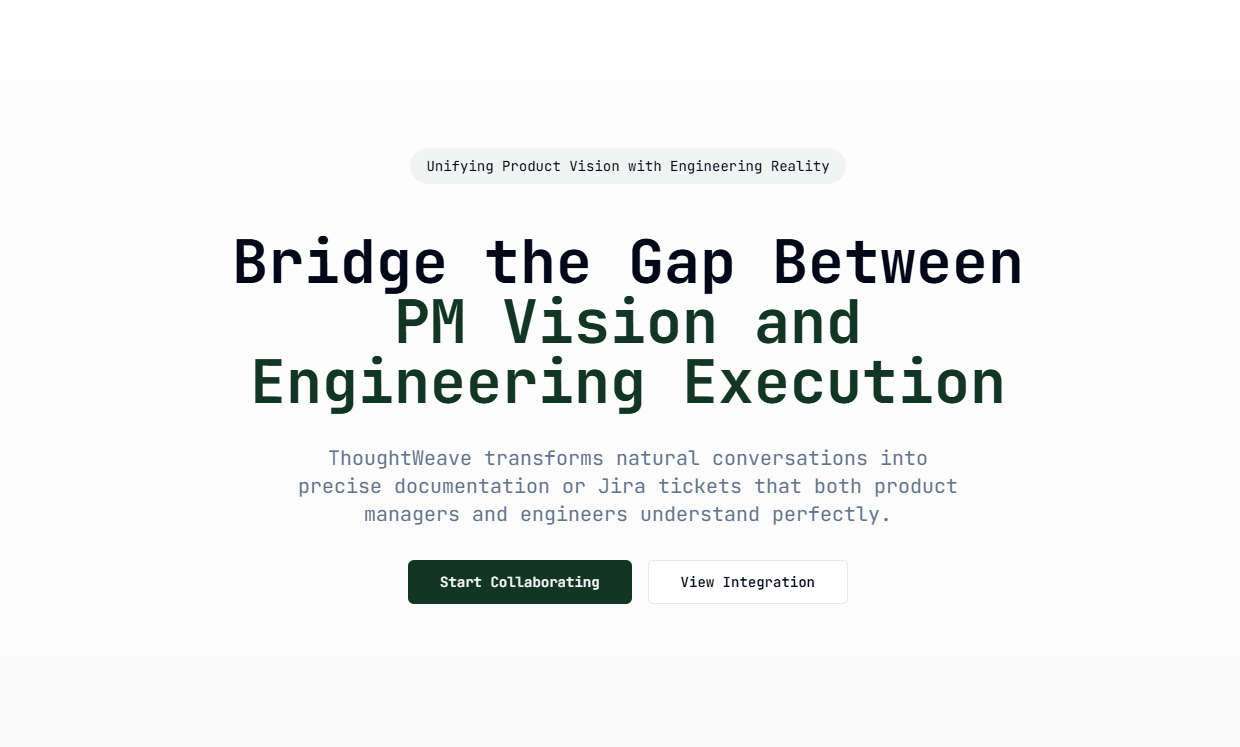 Unifying Product Vision with Engineering Reality
Bridge the Gap Between
PM Vision and
Engineering Execution
ThoughtWeave transforms natural conversations into
precise documentation or Jira tickets that both product
managers and engineers understand perfectly.
Start Collaborating
View Integration